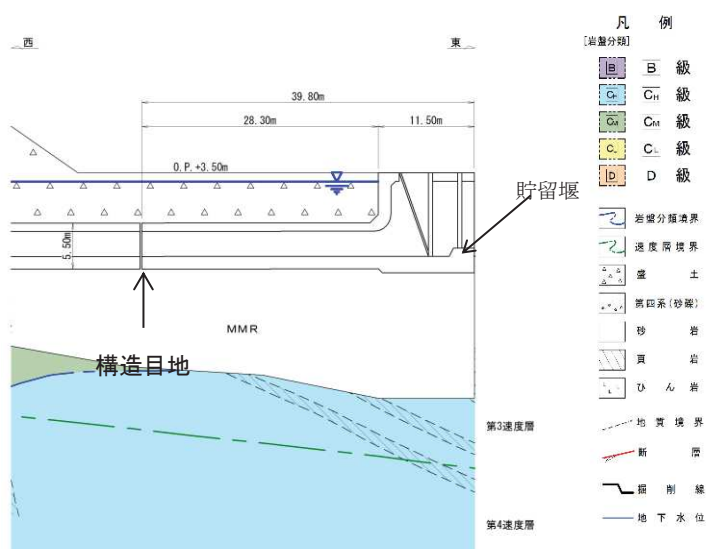 西
東
39.80m
28.30m
11.50m
O.P.+3.50m
5.50m
貯留堰
MMR
構造目地
第3速度層
第4速度層
凡 例
[岩盤分類]
B B 級
CH CH 級
CM CM 級
CL CL 級
D D 級
岩盤分類境界
速度層境界
盛 土
第四系(砂礫)
砂 岩
頁 岩
ひ ん 岩
地質境界
断 層
掘削線
地下水位